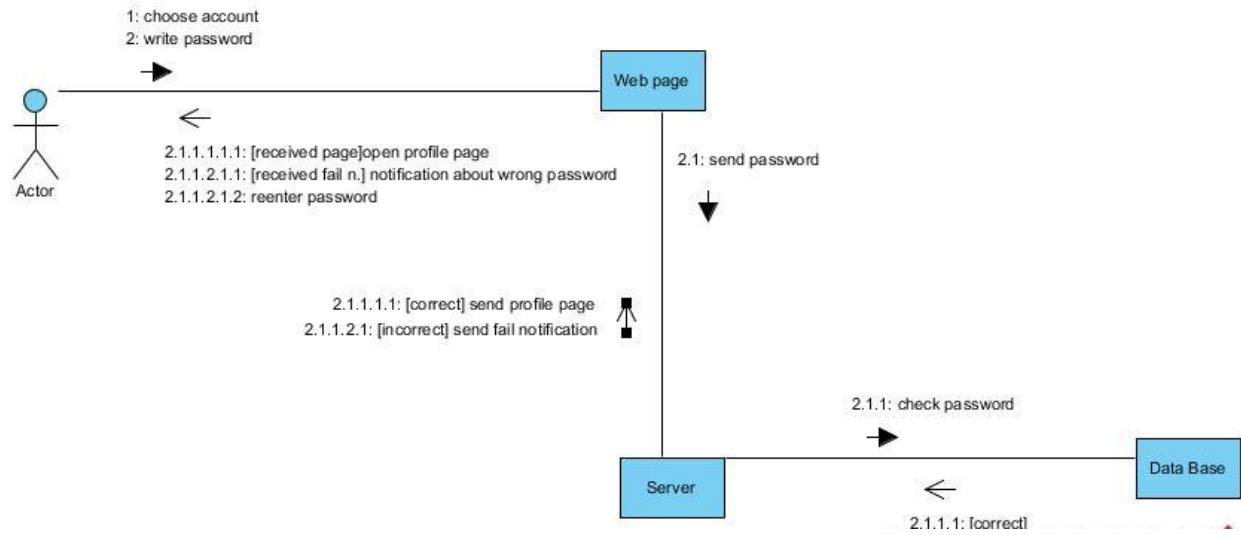 1: choose account
2: write password
Web page
2.1.1.1.1.1: [received page]open profile page
2.1.1.2.1.1: [received fail n.] notification about wrong password
2.1.1.2.1.2: reenter password
Actor
2.1: send password
2.1.1.1.1: [correct] send profile page
2.1.1.2.1: [incorrect] send fail notification
2.1.1: check password
Data Base
Server
2.1.1.1: [correct]